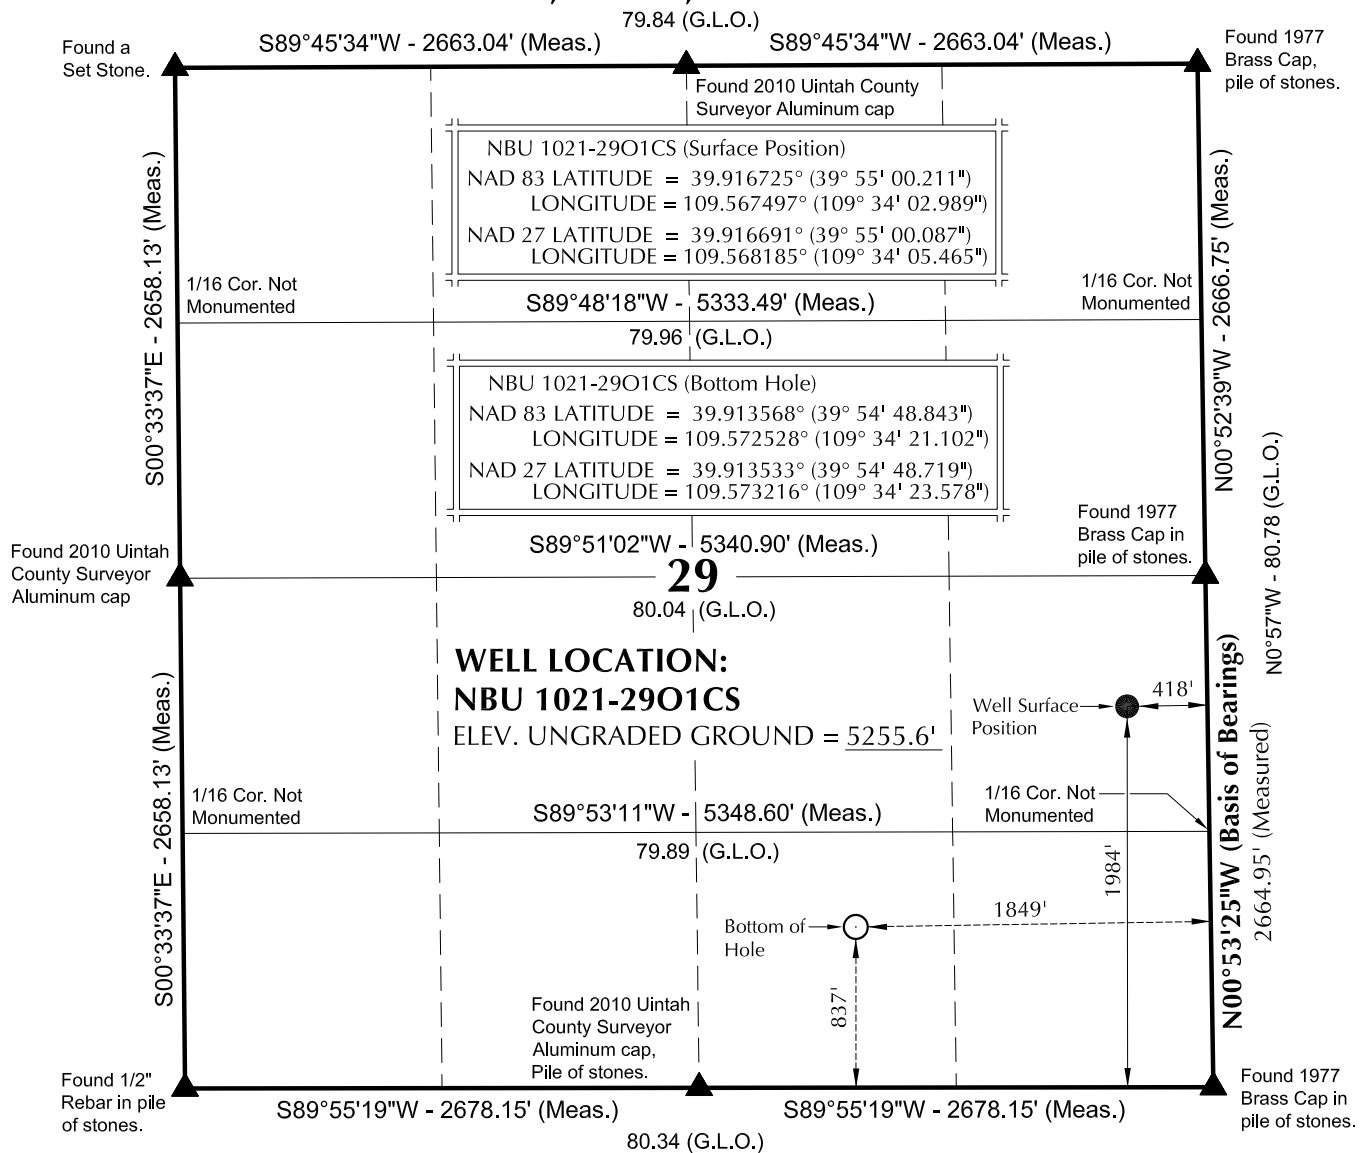 79.84 (G.L.O.)
S89°45'34"W - 2663.04' (Meas.)
S89°45'34"W - 2663.04' (Meas.)
Found a
Set Stone.
Found 1977
Brass Cap,
pile of stones.
Found 2010 Uintah County
Surveyor Aluminum cap
NBU 1021-29O1CS (Surface Position)
NAD 83 LATITUDE = 39.916725° (39° 55' 00.211")
LONGITUDE = 109.567497° (109° 34' 02.989")
NAD 27 LATITUDE = 39.916691° (39° 55' 00.087")
LONGITUDE = 109.568185° (109° 34' 05.465")
S00°33'37"E - 2658.13' (Meas.)
N00°52'39"W - 2666.75' (Meas.)
1/16 Cor. Not
Monumented
1/16 Cor. Not
Monumented
S89°48'18"W - 5333.49' (Meas.)
79.96 (G.L.O.)
NBU 1021-29O1CS (Bottom Hole)
NAD 83 LATITUDE = 39.913568° (39° 54' 48.843")
LONGITUDE = 109.572528° (109° 34' 21.102")
NAD 27 LATITUDE = 39.913533° (39° 54' 48.719")
LONGITUDE = 109.573216° (109° 34' 23.578")
N0°57"W - 80.78 (G.L.O.)
Found 1977
Brass Cap in
pile of stones.
Found 2010 Uintah
County Surveyor
Aluminum cap
S89°51'02"W - 5340.90' (Meas.)
29
80.04 (G.L.O.)
WELL LOCATION:
NBU 1021-29O1CS
ELEV. UNGRADED GROUND = 5255.6'
Well Surface
Position
418'
S00°33'37"E - 2658.13' (Meas.)
N00°53'25"W (Basis of Bearings)
2664.95' (Measured)
1/16 Cor. Not
Monumented
1/16 Cor. Not
Monumented
S89°53'11"W - 5348.60' (Meas.)
79.89 (G.L.O.)
1984'
1849'
Bottom of
Hole
837'
Found 2010 Uintah
County Surveyor
Aluminum cap,
Pile of stones.
Found 1/2"
Rebar in pile
of stones.
Found 1977
Brass Cap in
pile of stones.
S89°55'19"W - 2678.15' (Meas.)
S89°55'19"W - 2678.15' (Meas.)
80.34 (G.L.O.)